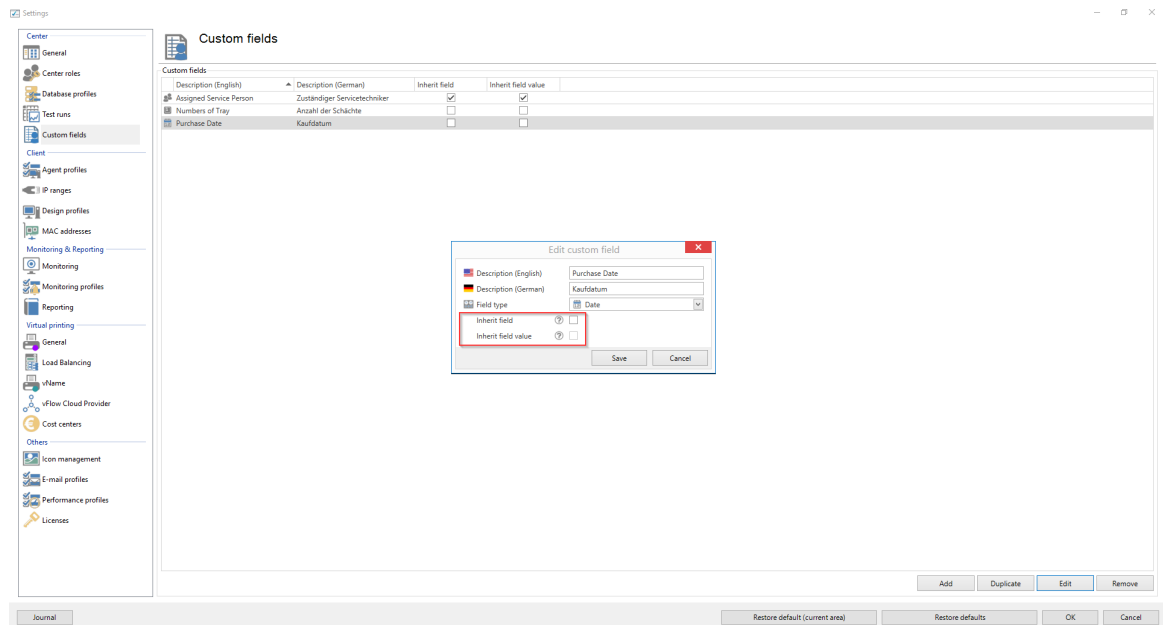 Settings
Center
General
Center roles
Database profiles
Test runs
Custom fields
Client
Agent profiles
IP ranges
Design profiles
MAC addresses
Monitoring & Reporting
Monitoring
Monitoring profiles
Reporting
Virtual printing
General
Load Balancing
vName
vFlow Cloud Provider
Cost centers
Others
Icon management
E-mail profiles
Performance profiles
Licenses
Custom fields
Custom fields
Description (English) Description (German) Inherit field Inherit field value
Assigned Service Person Zuständiger Servicetechniker
Numbers of Tray Anzahl der Schächte
Purchase Date Kaufdatum
Edit custom field
Description (English) Purchase Date
Description (German) Kaufdatum
Field type Date
Inherit field ?
Inherit field value ?
Save Cancel
Add Duplicate Edit Remove
Journal Restore default (current area) Restore defaults OK Cancel